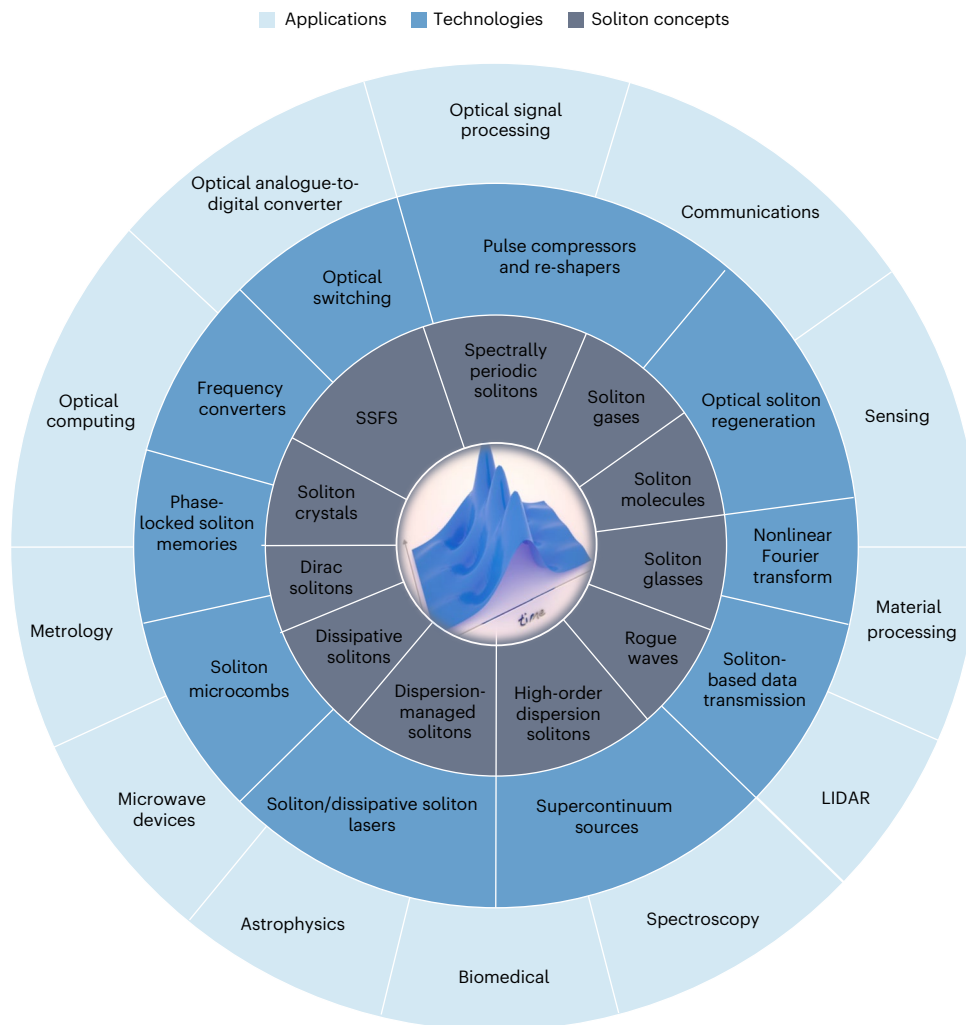 Applications
Technologies
Soliton concepts
Optical signal
processing
Communications
Sensing
Material
processing
LIDAR
Spectroscopy
Biomedical
Astrophysics
Microwave
devices
Metrology
Optical
computing
Optical analogue-to-
digital converter
Pulse compressors
and re-shapers
Optical soliton
regeneration
Nonlinear
Fourier
transform
Soliton-
based data
transmission
Supercontinuum
sources
Soliton/dissipative soliton
lasers
Soliton
microcombs
Phase-
locked soliton
memories
Frequency
converters
Optical
switching
Spectrally
periodic
solitons
Soliton
gases
Soliton
molecules
Soliton
glasses
Rogue
waves
High-order
dispersion
solitons
Dispersion-
managed
solitons
Dissipative
solitons
Dirac
solitons
Soliton
crystals
SSFS
time